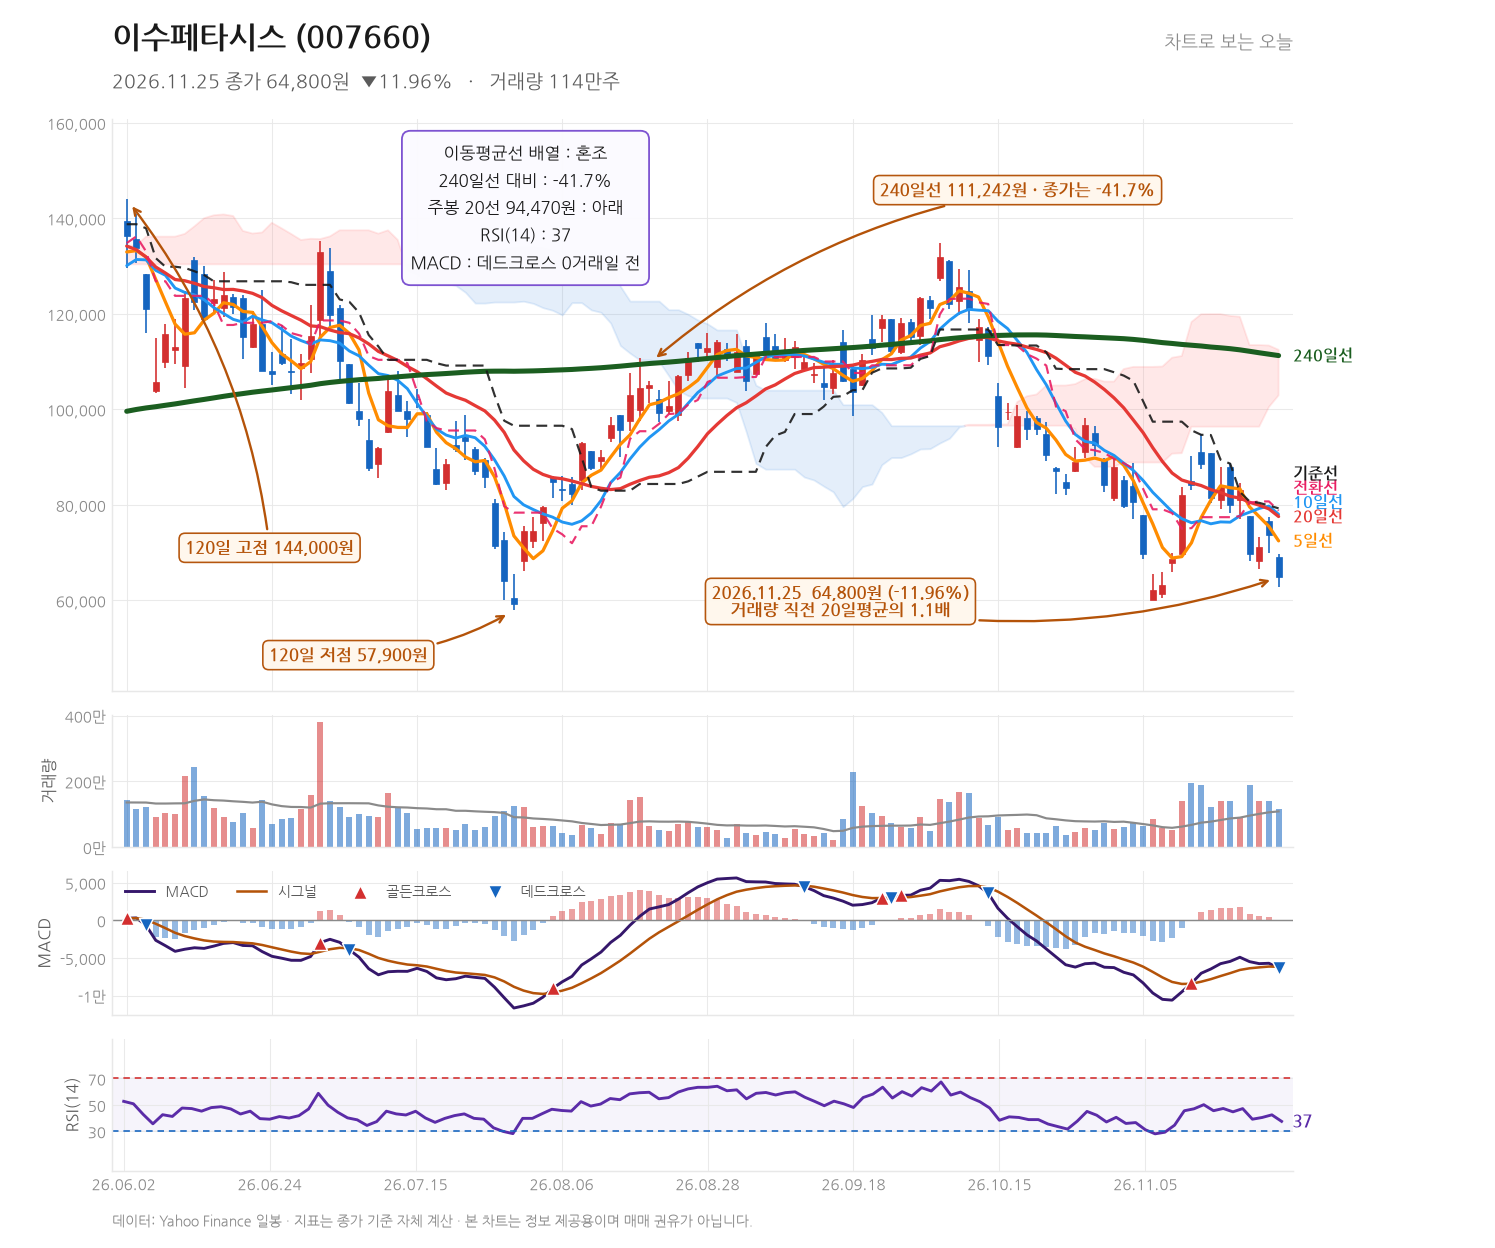 이수페타시스 (007660)
차트로 보는 오늘
2026.11.25 종가 64,800원 ▼11.96% · 거래량 114만주
160,000
140,000
120,000
100,000
80,000
60,000
이동평균선 배열 : 혼조
240일선 대비 : -41.7%
주봉 20선 94,470원 : 아래
RSI(14) : 37
MACD : 데드크로스 0거래일 전
240일선 111,242원 · 종가는 -41.7%
120일 고점 144,000원
120일 저점 57,900원
2026.11.25 64,800원 (-11.96%)
거래량 직전 20일평균의 1.1배
240일선
기준선
전환선
10일선
20일선
5일선
거래량
400만
200만
0만
MACD
5,000
0
-5,000
-1만
MACD 시그널 골든크로스 데드크로스
RSI(14)
70
50
30
37
26.06.02 26.06.24 26.07.15 26.08.06 26.08.28 26.09.18 26.10.15 26.11.05
데이터: Yahoo Finance 일봉 · 지표는 종가 기준 자체 계산 · 본 차트는 정보 제공용이며 매매 권유가 아닙니다.